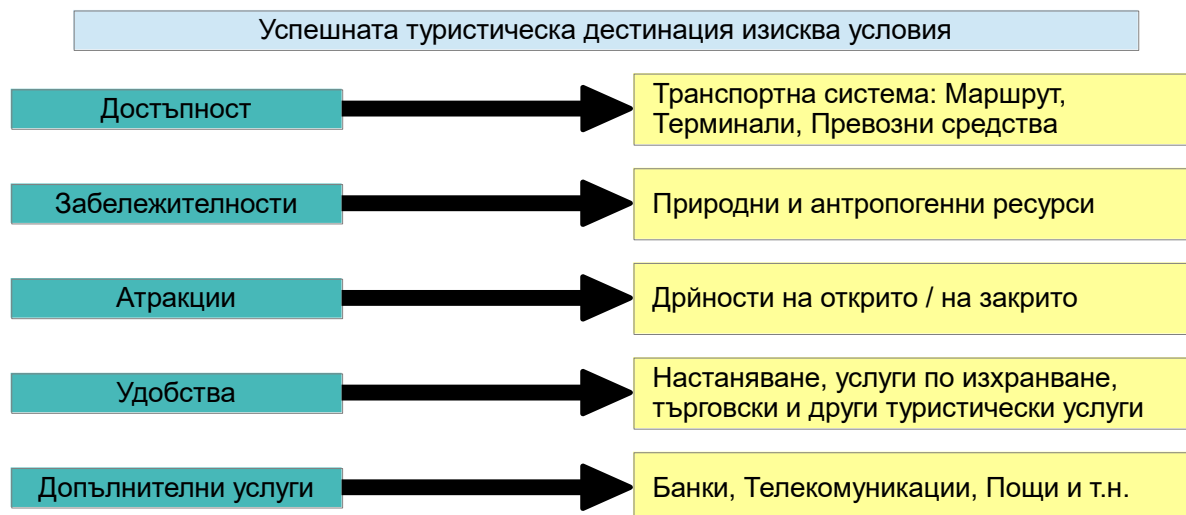 Успешната туристическа дестинация изисква условия
Достъпност
Транспортна система: Маршрут,
Терминали, Превозни средства
Забележителности
Природни и антропогенни ресурси
Атракции
Дрйности на открито / на закрито
Удобства
Настаняване, услуги по изхранване,
търговски и други туристически услуги
Допълнителни услуги
Банки, Телекомуникации, Пощи и т.н.